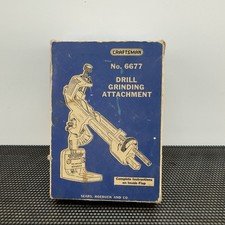 CRAFTSMAN
No. 6677
DRILL
GRINDING
ATTACHMENT
Complete Instructions
on Inside Flap
SEARS, ROEBUCK AND CO.